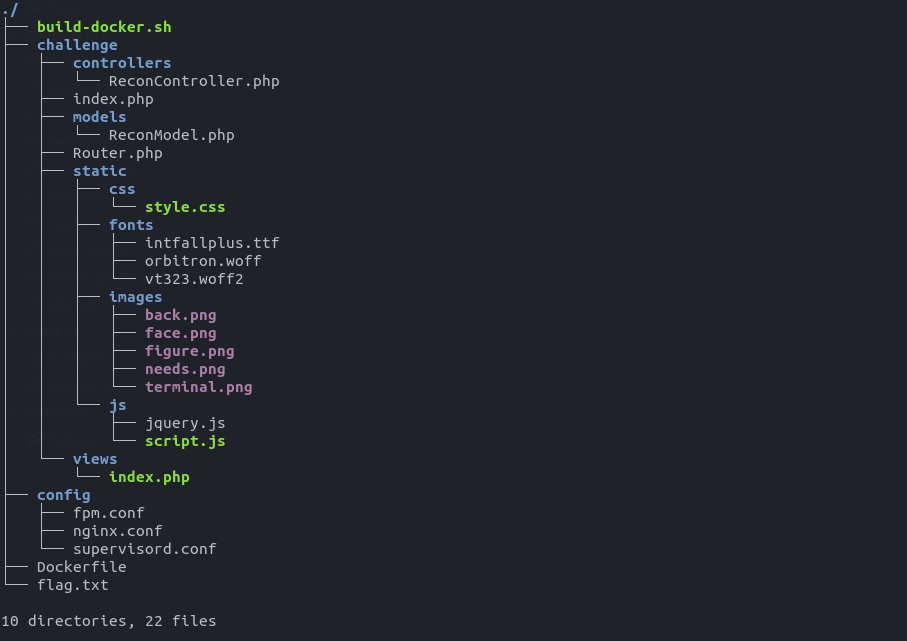 ./
├── build-docker.sh
├── challenge
│   ├── controllers
│   │   └── ReconController.php
│   ├── index.php
│   ├── models
│   │   └── ReconModel.php
│   ├── Router.php
│   ├── static
│   │   ├── css
│   │   │   └── style.css
│   │   ├── fonts
│   │   │   ├── intfallplus.ttf
│   │   │   ├── orbitron.woff
│   │   │   └── vt323.woff2
│   │   ├── images
│   │   │   ├── back.png
│   │   │   ├── face.png
│   │   │   ├── figure.png
│   │   │   ├── needs.png
│   │   │   └── terminal.png
│   │   └── js
│   │       ├── jquery.js
│   │       └── script.js
│   └── views
│       └── index.php
├── config
│   ├── fpm.conf
│   ├── nginx.conf
│   └── supervisord.conf
├── Dockerfile
└── flag.txt
10 directories, 22 files